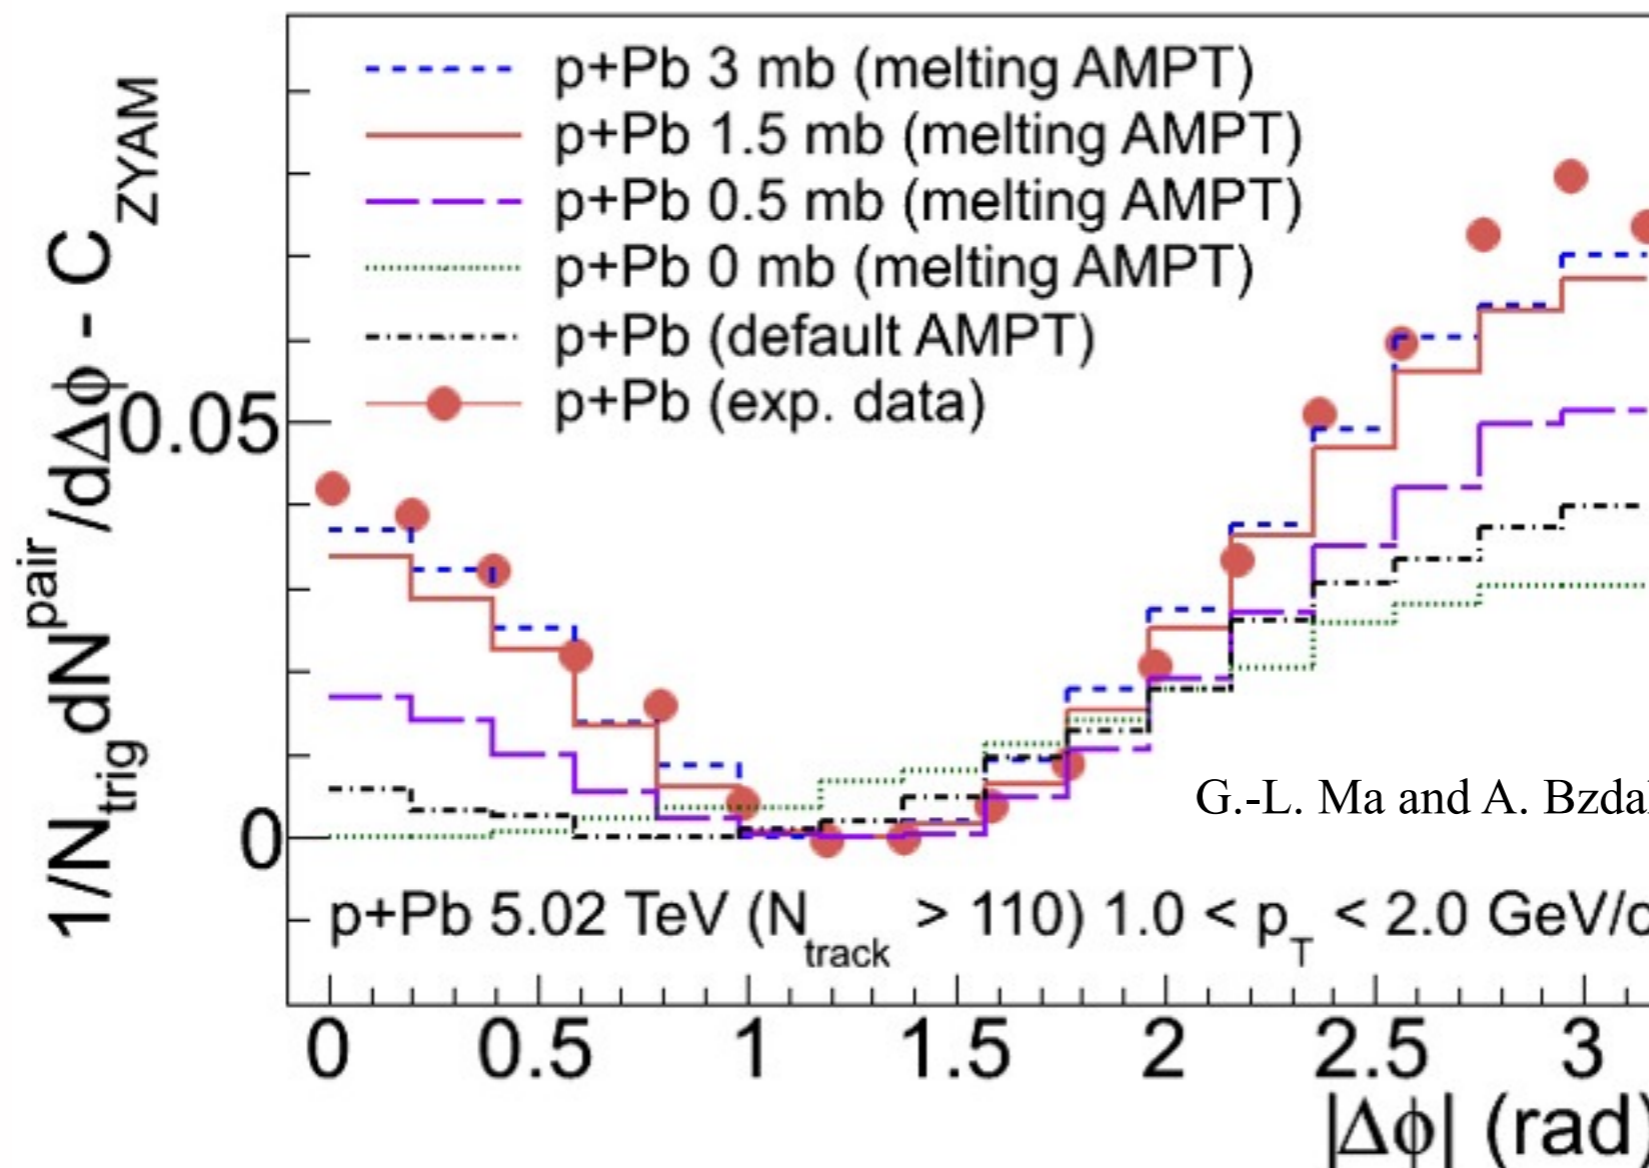 p+Pb 3 mb (melting AMPT)
p+Pb 1.5 mb (melting AMPT)
p+Pb 0.5 mb (melting AMPT)
p+Pb 0 mb (melting AMPT)
p+Pb (default AMPT)
p+Pb (exp. data)
1/N_trig dN^pair/dΔϕ - C_ZYAM
0.05
0
G.-L. Ma and A. Bzda
p+Pb 5.02 TeV (N_track > 110) 1.0 < p_T < 2.0 GeV/c
0 0.5 1 1.5 2 2.5 3
|Δϕ| (rad)